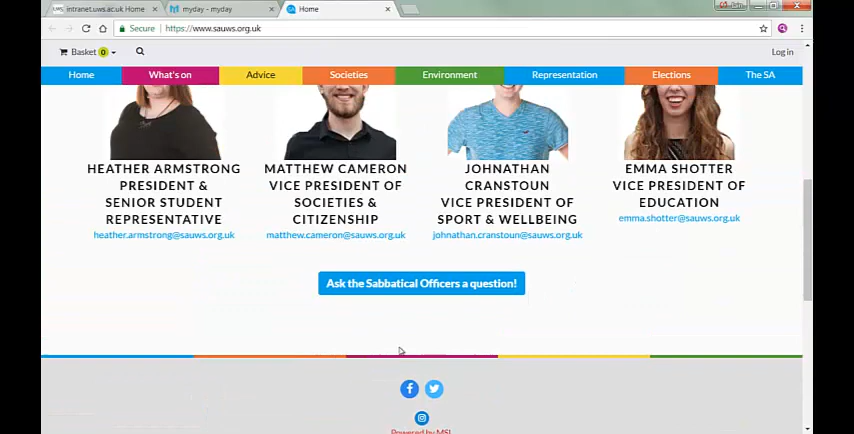 intranet.uws.ac.uk Home
myday - myday
Home
Secure
https://www.sauws.org.uk
Basket 0
Log in
Home
What's on
Advice
Societies
Environment
Representation
Elections
The SA
HEATHER ARMSTRONG
PRESIDENT &
SENIOR STUDENT
REPRESENTATIVE
heather.armstrong@sauws.org.uk
MATTHEW CAMERON
VICE PRESIDENT OF
SOCIETIES &
CITIZENSHIP
matthew.cameron@sauws.org.uk
JOHNATHAN
CRANSTOUN
VICE PRESIDENT OF
SPORT & WELLBEING
johnathan.cranstoun@sauws.org.uk
EMMA SHOTTER
VICE PRESIDENT OF
EDUCATION
emma.shotter@sauws.org.uk
Ask the Sabbatical Officers a question!
Powered by MSL